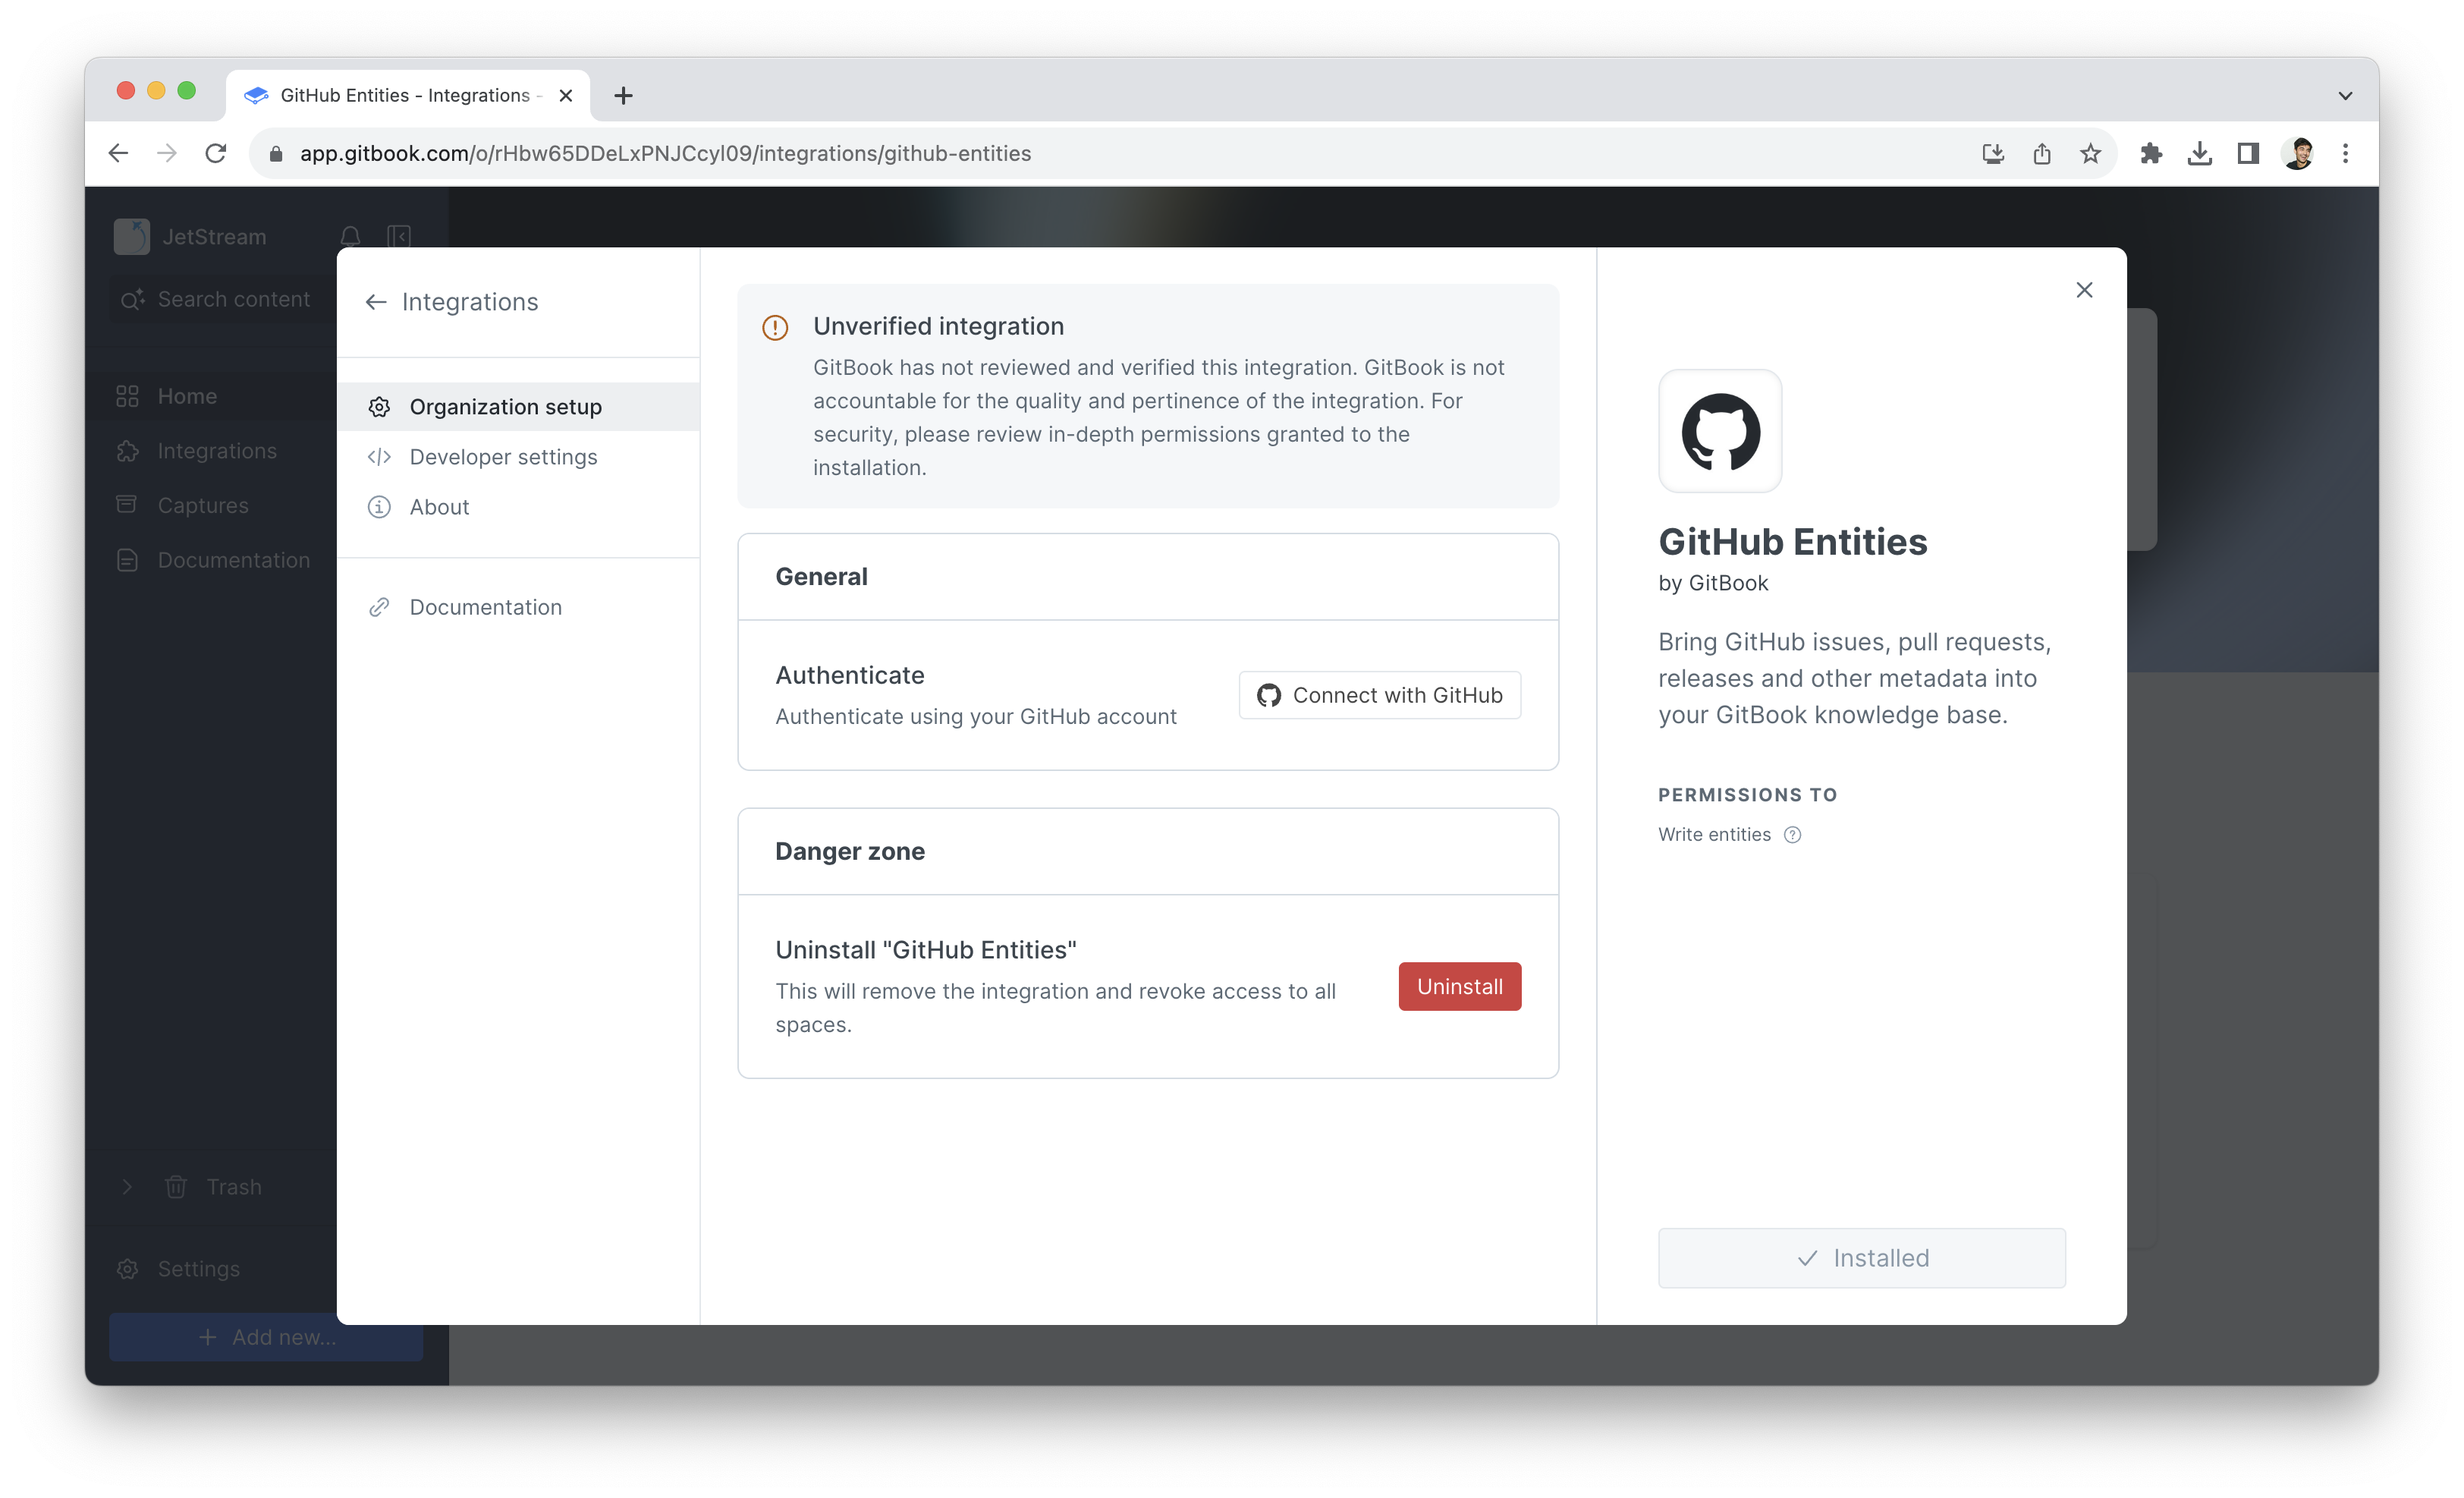 GitHub Entities - Integrations -
app.gitbook.com/o/rHbw65DDeLxPNJCcyl09/integrations/github-entities
JetStream
Search content
Home
Integrations
Captures
Documentation
Trash
Settings
Add new...
Integrations
Organization setup
Developer settings
About
Documentation
Unverified integration
GitBook has not reviewed and verified this integration. GitBook is not
accountable for the quality and pertinence of the integration. For
security, please review in-depth permissions granted to the
installation.
General
Authenticate
Authenticate using your GitHub account
Connect with GitHub
Danger zone
Uninstall "GitHub Entities"
This will remove the integration and revoke access to all
spaces.
Uninstall
GitHub Entities
by GitBook
Bring GitHub issues, pull requests,
releases and other metadata into
your GitBook knowledge base.
PERMISSIONS TO
Write entities
Installed